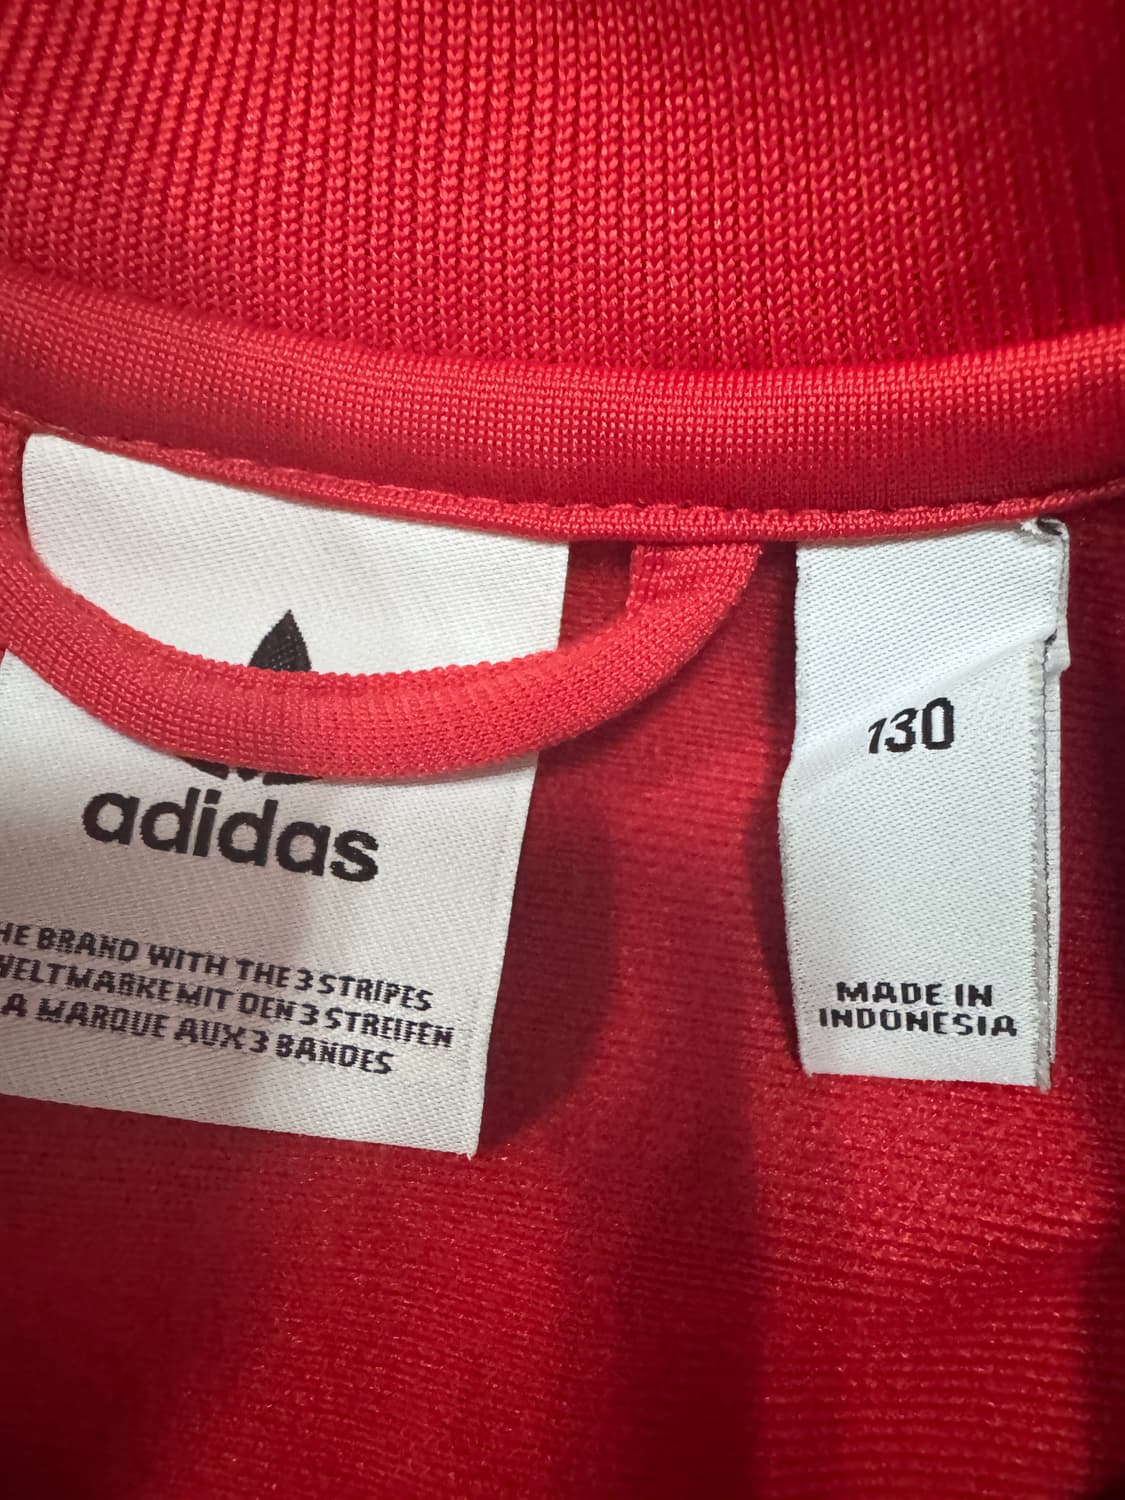 adidas
HE BRAND WITH THE 3 STRIPES
WELTMARKE MIT DEN 3 STREIFEN
A MARQUE AUX 3 BANDES
130
MADE IN
INDONESIA